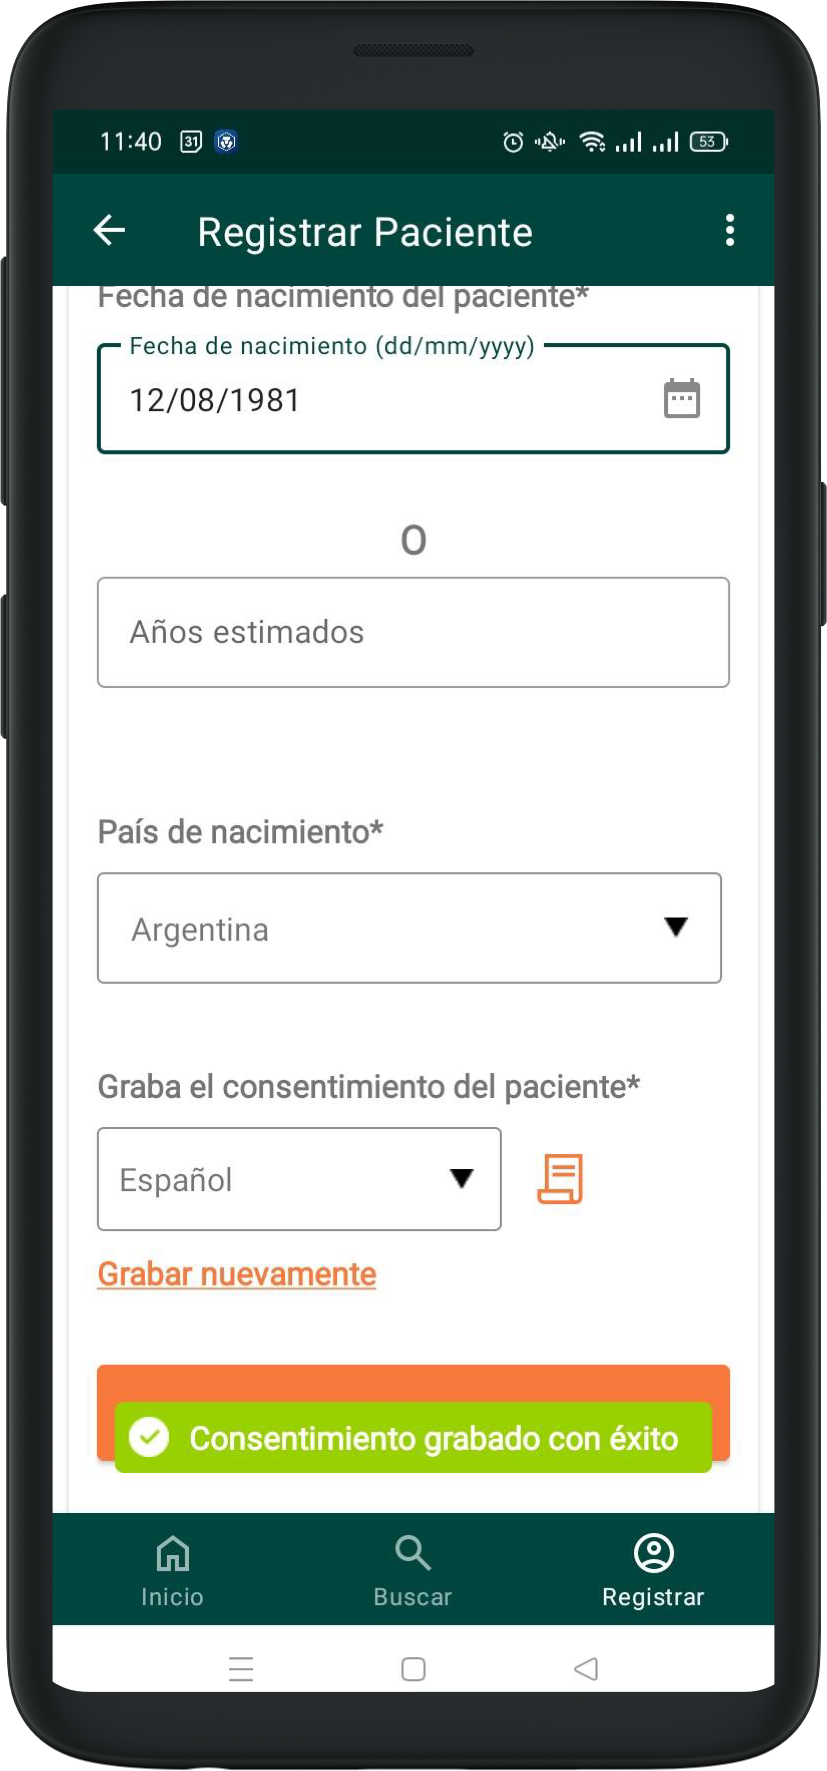 11:40 31 53
Registrar Paciente
Fecha de nacimiento del paciente*
Fecha de nacimiento (dd/mm/yyyy)
12/08/1981
O
Años estimados
País de nacimiento*
Argentina
Graba el consentimiento del paciente*
Español
Grabar nuevamente
Consentimiento grabado con éxito
Inicio Buscar Registrar